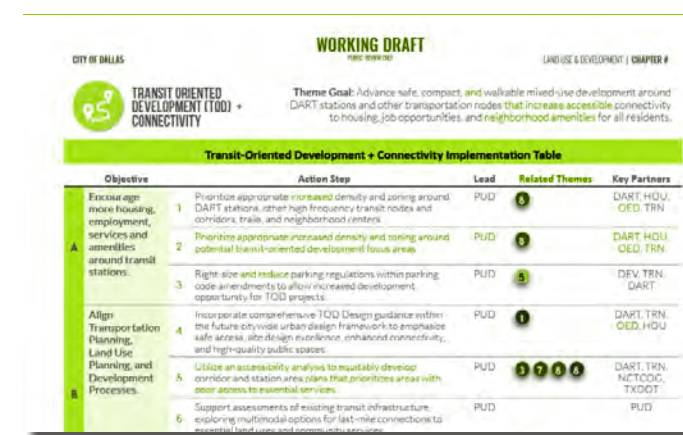 WORKING DRAFT
CITY OF DALLAS
LAND USE & DEVELOPMENT | CHAPTER #
TRANSIT ORIENTED
DEVELOPMENT (TOD) +
CONNECTIVITY
Theme Goal: Advance safe, compact, and walkable mixed-use development around
DART stations and other transportation nodes that increase accessible connectivity
to housing, job opportunities, and neighborhood amenities for all residents.
Transit-Oriented Development + Connectivity Implementation Table
Objective Action Step Lead Related Themes Key Partners
A
Encourage
more housing,
employment,
services and
amenities
around transit
stations.
1 Prioritize appropriate increased density and zoning around
DART stations, other high frequency transit nodes and
corridors, trails, and neighborhood centers.
PUD
DART, HOU,
OED, TRN
2 Prioritize appropriate increased density and zoning around
potential transit-oriented development focus areas
PUD
DART, HOU,
OED, TRN
3 Right-size and reduce parking regulations within parking
code amendments to allow increased development
opportunity for TOD projects.
PUD
5
DEV, TRN,
DART
B
Align
Transportation
Planning,
Land Use
Planning, and
Development
Processes.
4 Incorporate comprehensive TOD Design guidance within
the future citywide urban design framework to emphasize
safe access, site design excellence, enhanced connectivity,
and high-quality public spaces.
PUD
1
DART, TRN,
OED, HOU
5 Utilize an accessibility analysis to equitably develop
corridor and station area plans that prioritizes areas with
poor access to essential services.
PUD
3 7
DART, TRN,
NCTCOG,
TXDOT
6 Support assessments of existing transit infrastructure
exploring multimodal options for last-mile connections to
essential land uses and community services
PUD
PUD